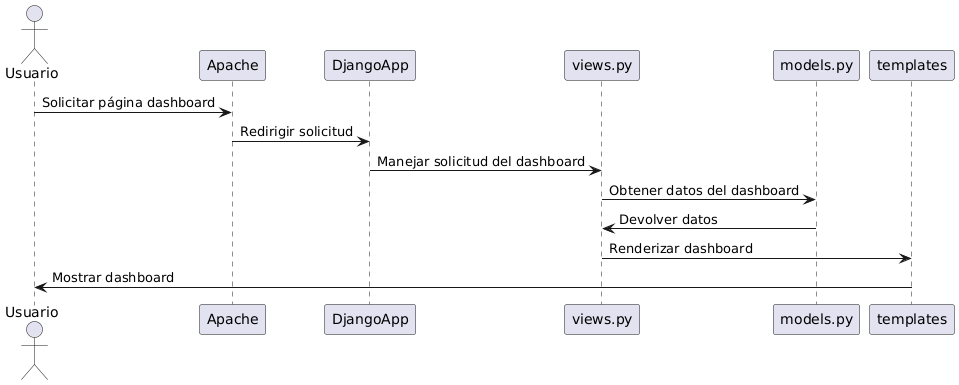 Usuario
Apache
DjangoApp
views.py
models.py
templates
Solicitar página dashboard
Redirigir solicitud
Manejar solicitud del dashboard
Obtener datos del dashboard
Devolver datos
Renderizar dashboard
Mostrar dashboard
Usuario
Apache
DjangoApp
views.py
models.py
templates